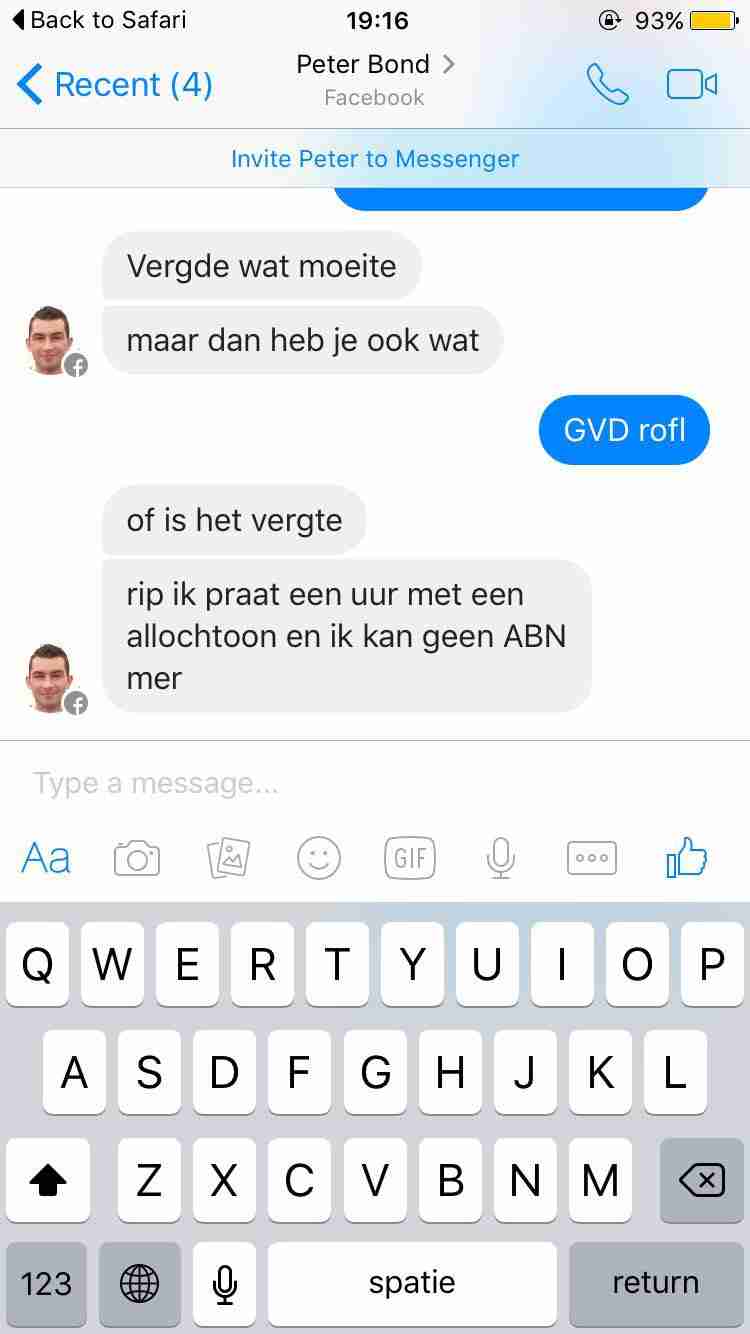 Back to Safari 19:16 93%
Recent (4) Peter Bond
Facebook
Invite Peter to Messenger
Vergde wat moeite
maar dan heb je ook wat
GVD rofl
of is het vergte
rip ik praat een uur met een
allochtoon en ik kan geen ABN
mer
Type a message...
Aa GIF
Q W E R T Y U I O P
A S D F G H J K L
Z X C V B N M
123 spatie return